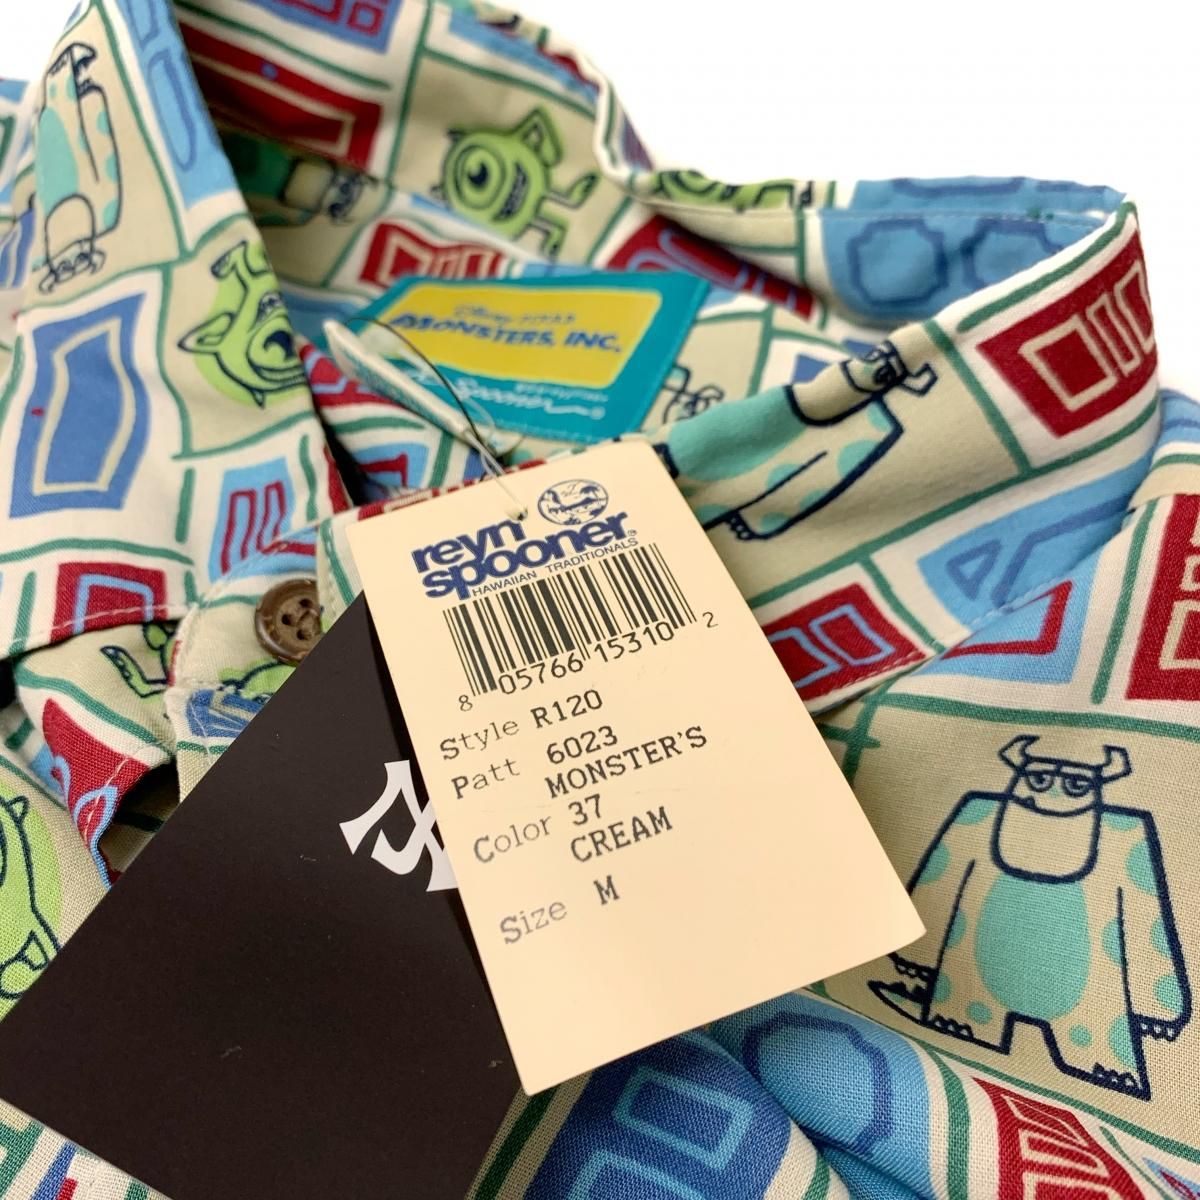 Disney · PIXAR
MONSTERS, INC.
Spooner
reyn
spooner®
HAWAIIAN TRADITIONALS
8 05766 15310 2
Style R120
Patt 6023
MONSTER'S
Color 37
CREAM
Size M